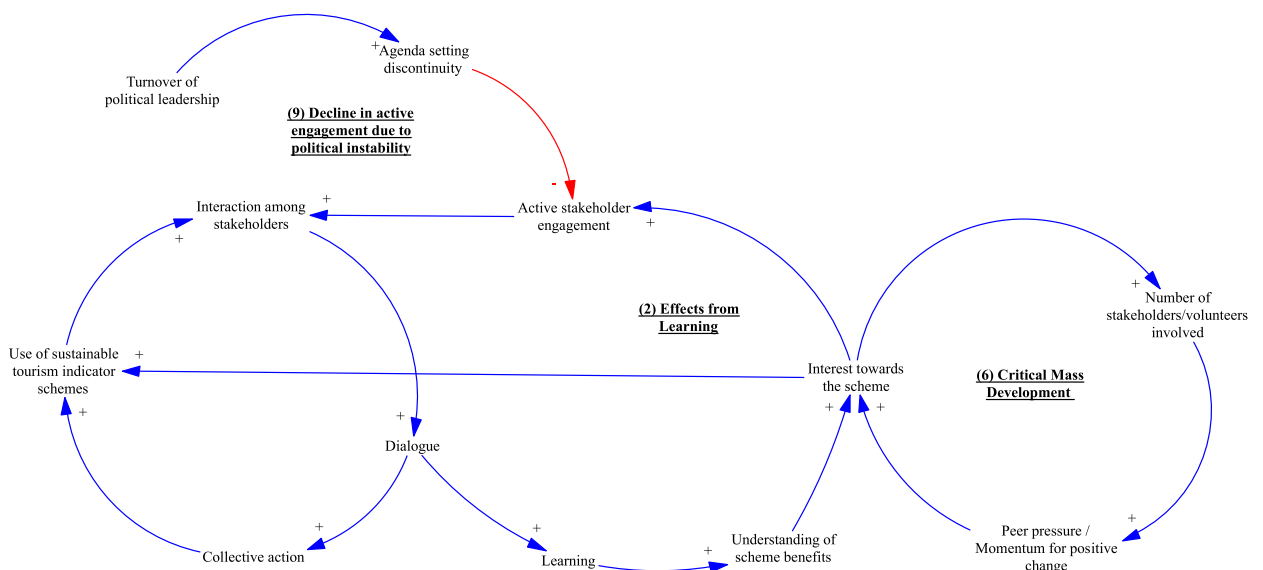 +
Agenda setting
discontinuity
Turnover of
political leadership
(9) Decline in active
engagement due to
political instability
-
Interaction among
stakeholders
+
Active stakeholder
engagement
+
+
+
Number of
stakeholders/volunteers
involved
(2) Effects from
Learning
Use of sustainable
tourism indicator
schemes
+
+
Interest towards
the scheme
+
+
(6) Critical Mass
Development
+
Dialogue
+
+
+
+
Collective action
Learning
Understanding of
scheme benefits
Peer pressure /
Momentum for positive
change